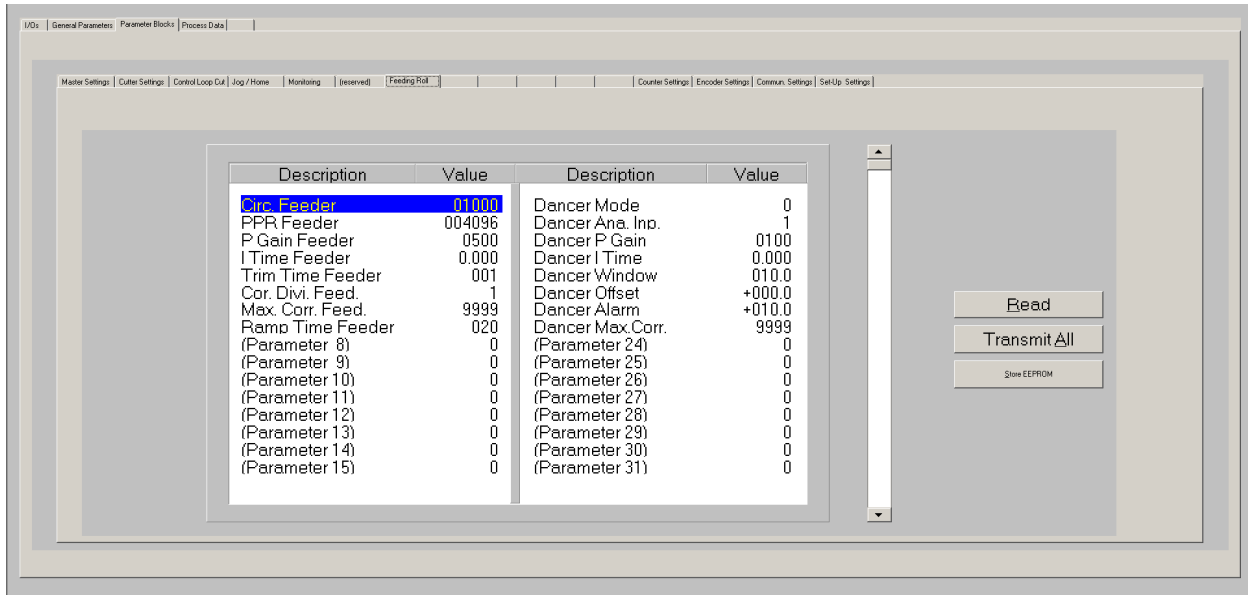 I/Os General Parameters Parameter Blocks Process Data
Master Settings Cutter Settings Control Loop Cut Jog / Home Monitoring (reserved) Feeding Roll Counter Settings Encoder Settings Commun. Settings Set-Up Settings
Description Value Description Value
Circ. Feeder 01000 Dancer Mode 0
PPR Feeder 004096 Dancer Ana. Inp. 1
P Gain Feeder 0500 Dancer P Gain 0100
I Time Feeder 0.000 Dancer I Time 0.000
Trim Time Feeder 001 Dancer Window 010.0
Cor. Divi. Feed. 1 Dancer Offset +000.0
Max. Corr. Feed. 9999 Dancer Alarm +010.0
Ramp Time Feeder 020 Dancer Max.Corr. 9999
(Parameter 8) 0 (Parameter 24) 0
(Parameter 9) 0 (Parameter 25) 0
(Parameter 10) 0 (Parameter 26) 0
(Parameter 11) 0 (Parameter 27) 0
(Parameter 12) 0 (Parameter 28) 0
(Parameter 13) 0 (Parameter 29) 0
(Parameter 14) 0 (Parameter 30) 0
(Parameter 15) 0 (Parameter 31) 0
Read
Transmit All
Store EEPROM